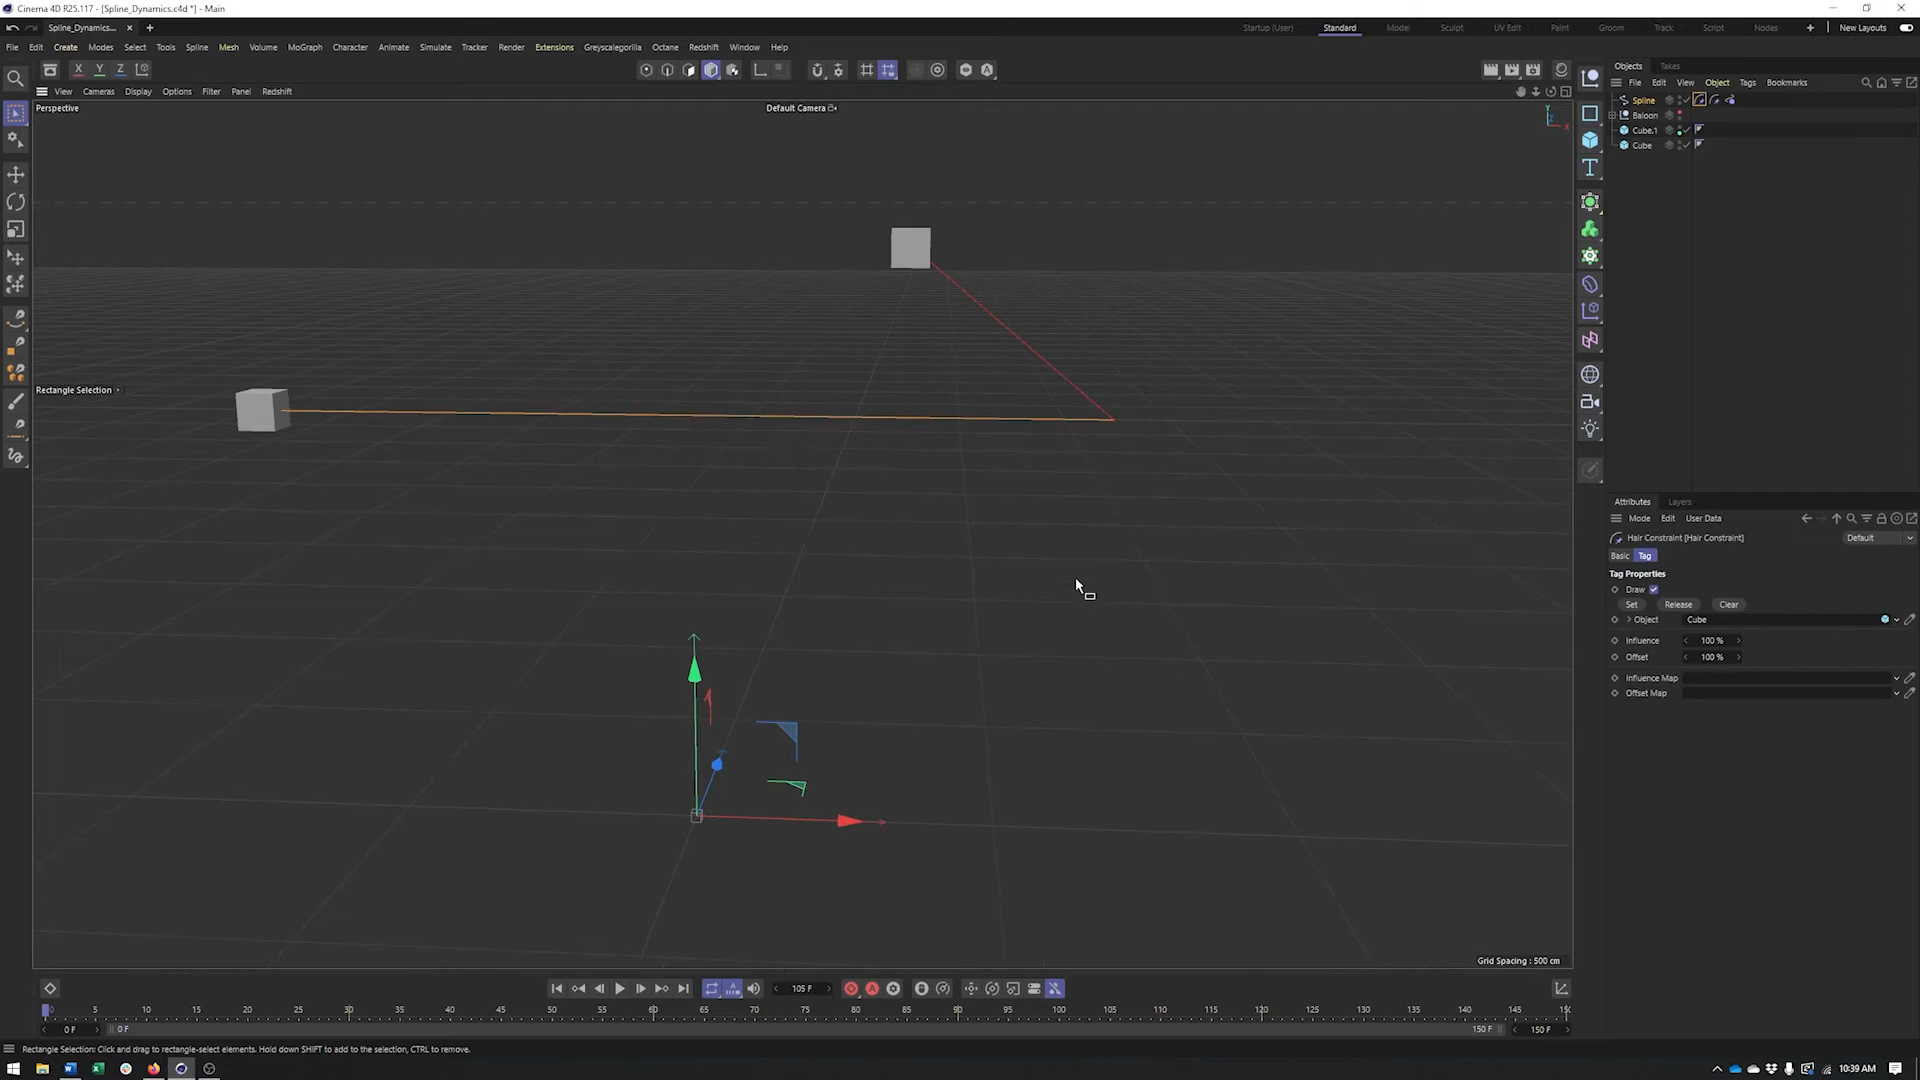 Cinema 4D R25.117 - [Spline_Dynamics.c4d *] - Main
Spline_Dynamics... × +
Startup (User) Standard Model Sculpt UV Edit Paint Groom Track Script Nodes + New Layouts
File Edit Create Modes Select Tools Spline Mesh Volume MoGraph Character Animate Simulate Tracker Render Extensions Greyscalegorilla Octane Redshift Window Help
X Y Z
Objects Takes
File Edit View Object Tags Bookmarks
View Cameras Display Options Filter Panel Redshift
Perspective
Default Camera
Spline
Baloon
Cube.1
Cube
Rectangle Selection
Y
Z
X
Attributes Layers
Mode Edit User Data
Hair Constraint [Hair Constraint]
Default
Basic Tag
Tag Properties
Draw
Set Release Clear
Object Cube
Influence 100 %
Offset 100 %
Influence Map
Offset Map
Grid Spacing : 500 cm
105 F
0 5 10 15 20 25 30 35 40 45 50 55 60 65 70 75 80 85 90 95 100 105 110 115 120 125 130 135 140 145
0 F 0 F 150 F 150 F
Rectangle Selection: Click and drag to rectangle-select elements. Hold down SHIFT to add to the selection, CTRL to remove.
10:39 AM